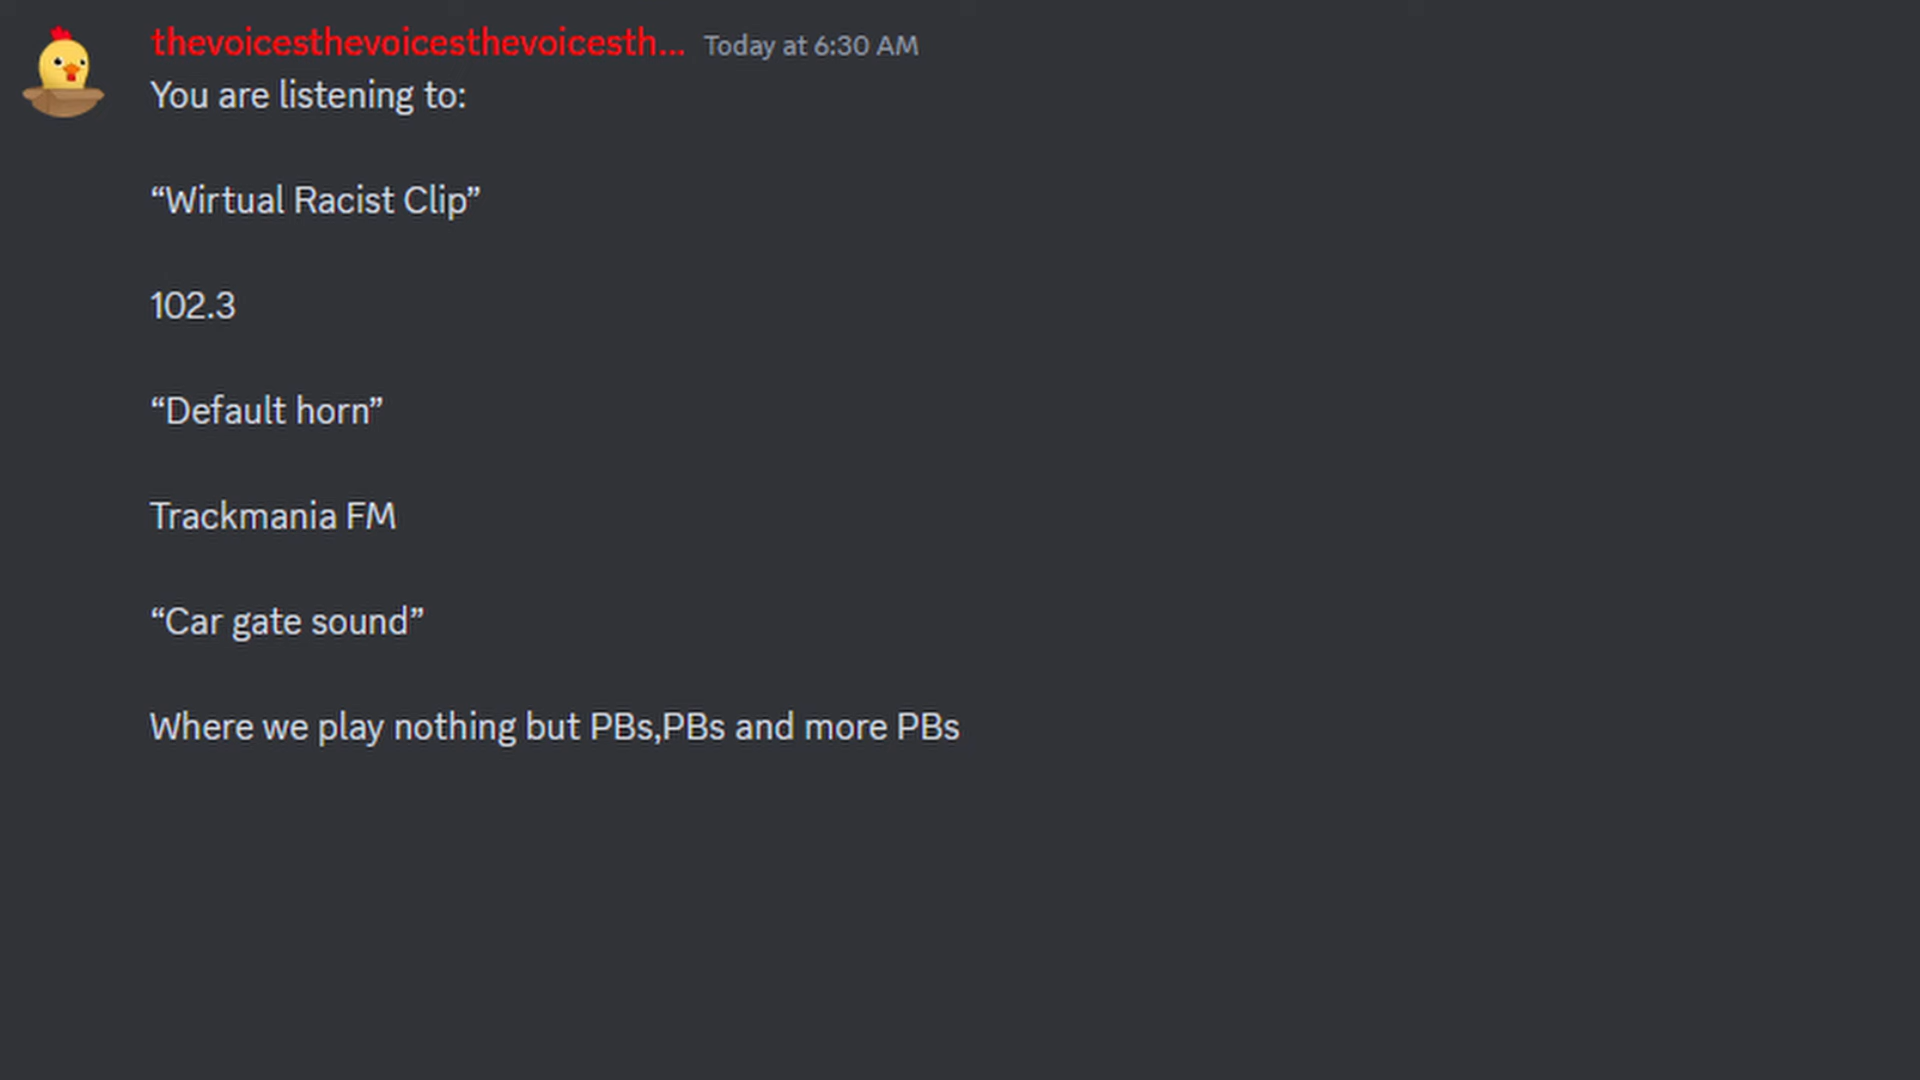 thevoicesthevoicesthevoicesth... Today at 6:30 AM
You are listening to:
“Wirtual Racist Clip”
102.3
“Default horn”
Trackmania FM
“Car gate sound”
Where we play nothing but PBs,PBs and more PBs